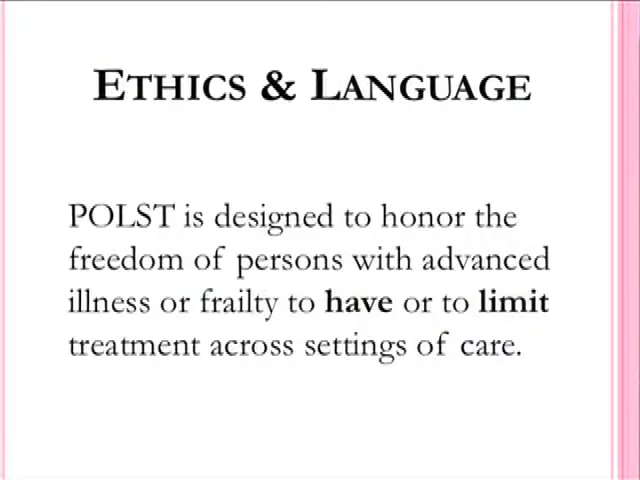 ETHICS & LANGUAGE
POLST is designed to honor the
freedom of persons with advanced
illness or frailty to have or to limit
treatment across settings of care.